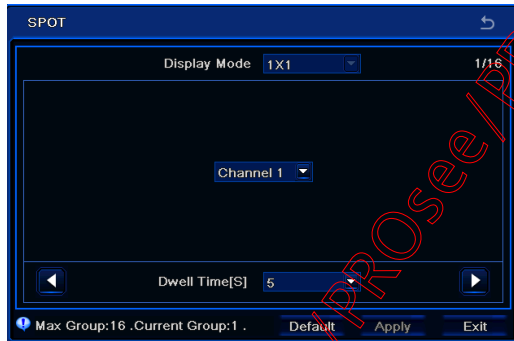 SPOT
Display Mode 1X1 1/16
Channel 1
Dwell Time[S] 5
Max Group:16 .Current Group:1 . Default Apply Exit
/PROsee/